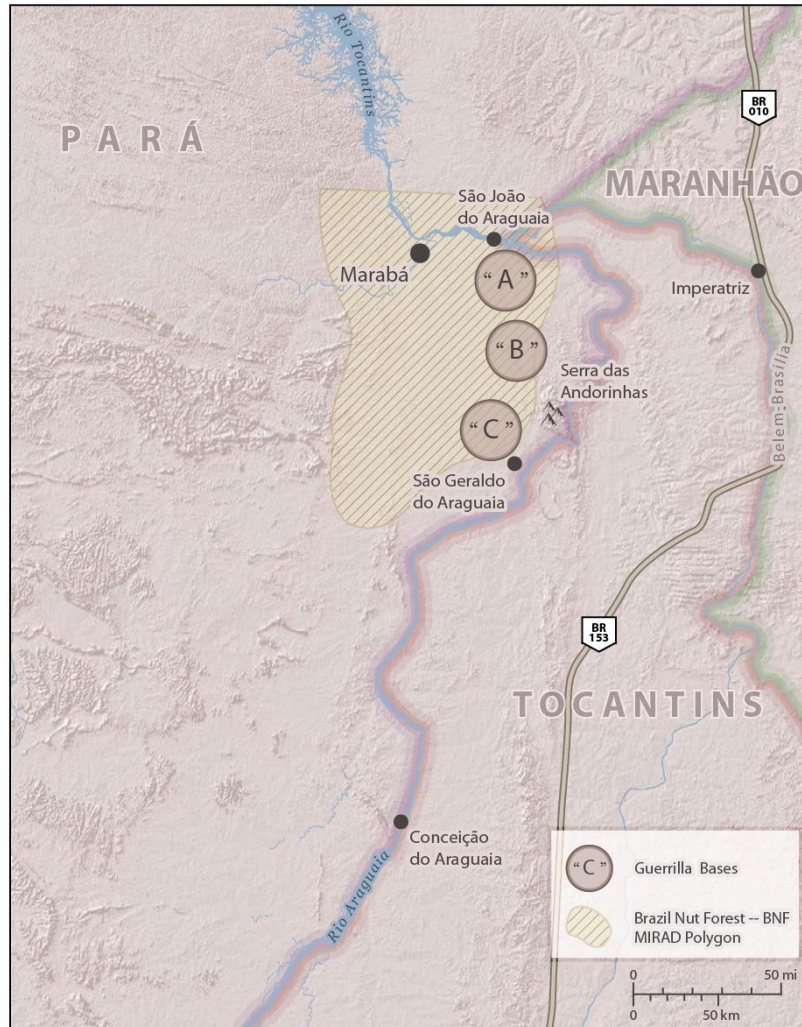 Rio Tocantins
BR
010
PARÁ
MARANHÃO
São João
do Araguaia
Marabá
“A”
Imperatriz
“B”
Serra das
Andorinhas
Belem-Brasília
“C”
São Geraldo
do Araguaia
BR
153
TOCANTINS
Conceição
do Araguaia
Rio Araguaia
“C”
Guerrilla Bases
Brazil Nut Forest -- BNF
MIRAD Polygon
0
50 mi
0
50 km